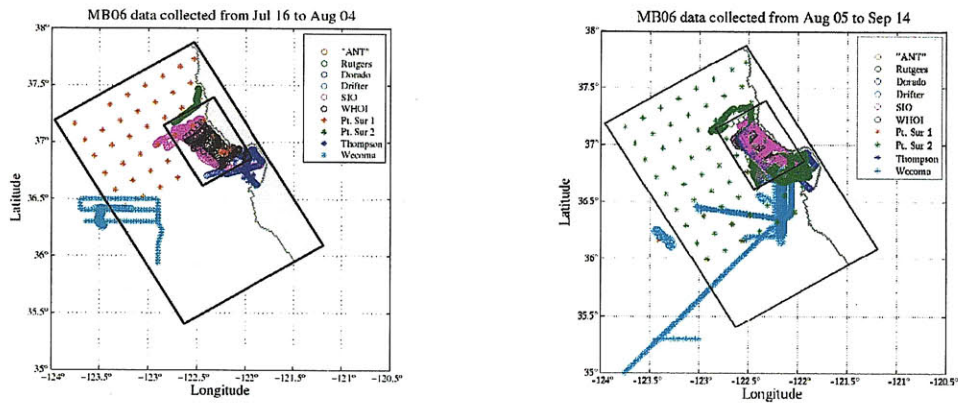 MB06 data collected from Jul 16 to Aug 04
38°
37.5°
37°
36.5°
36°
35.5°
35°
Latitude
-124° -123.5° -123° -122.5° -122° -121.5° -121° -120.5°
Longitude
"ANT"
Rutgers
Dorado
Drifter
SIO
WHOI
Pt. Sur 1
Pt. Sur 2
Thompson
Wecoma
MB06 data collected from Aug 05 to Sep 14
38°
37.5°
37°
36.5°
36°
35.5°
35°
Latitude
-124° -123.5° -123° -122.5° -122° -121.5° -121° -120.5°
Longitude
"ANT"
Rutgers
Dorado
Drifter
SIO
WHOI
Pt. Sur 1
Pt. Sur 2
Thompson
Wecoma